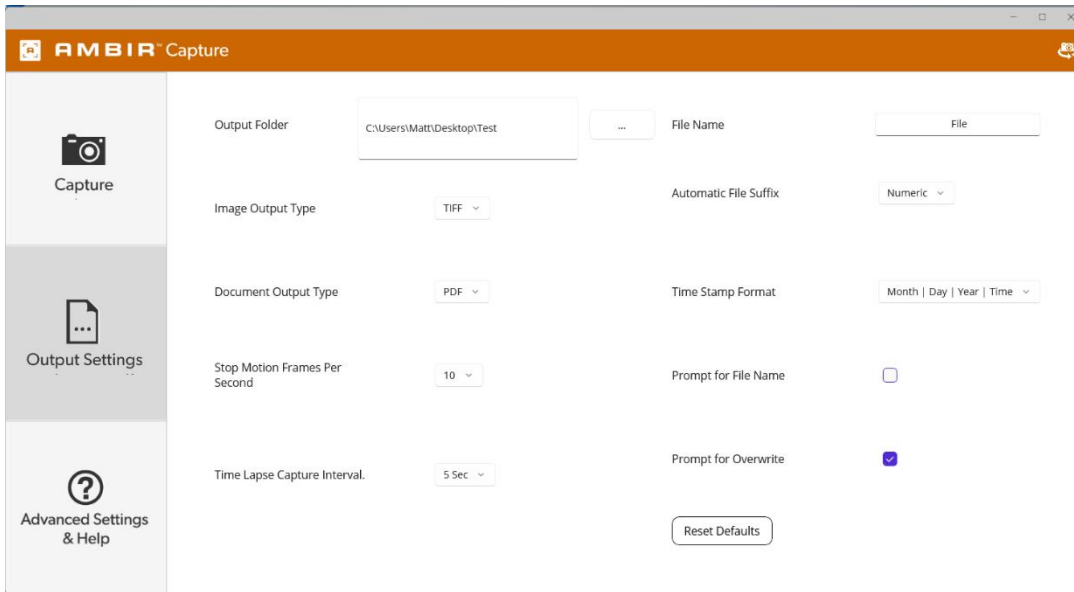 AMBIR™ Capture
Capture
Output Settings
Advanced Settings
& Help
Output Folder
C:\Users\Matt\Desktop\Test
...
Image Output Type
TIFF
Document Output Type
PDF
Stop Motion Frames Per
Second
10
Time Lapse Capture Interval.
5 Sec
File Name
File
Automatic File Suffix
Numeric
Time Stamp Format
Month | Day | Year | Time
Prompt for File Name
Prompt for Overwrite
Reset Defaults